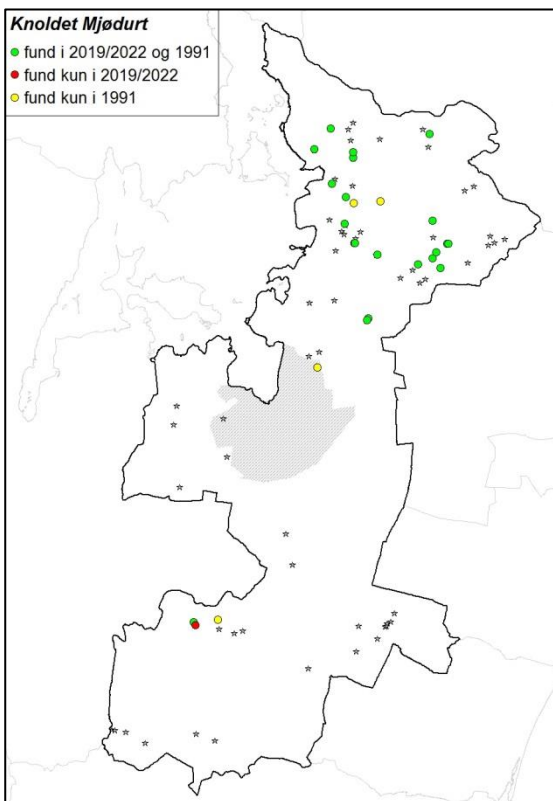 Knoldet Mjødurt
fund i 2019/2022 og 1991
fund kun i 2019/2022
fund kun i 1991